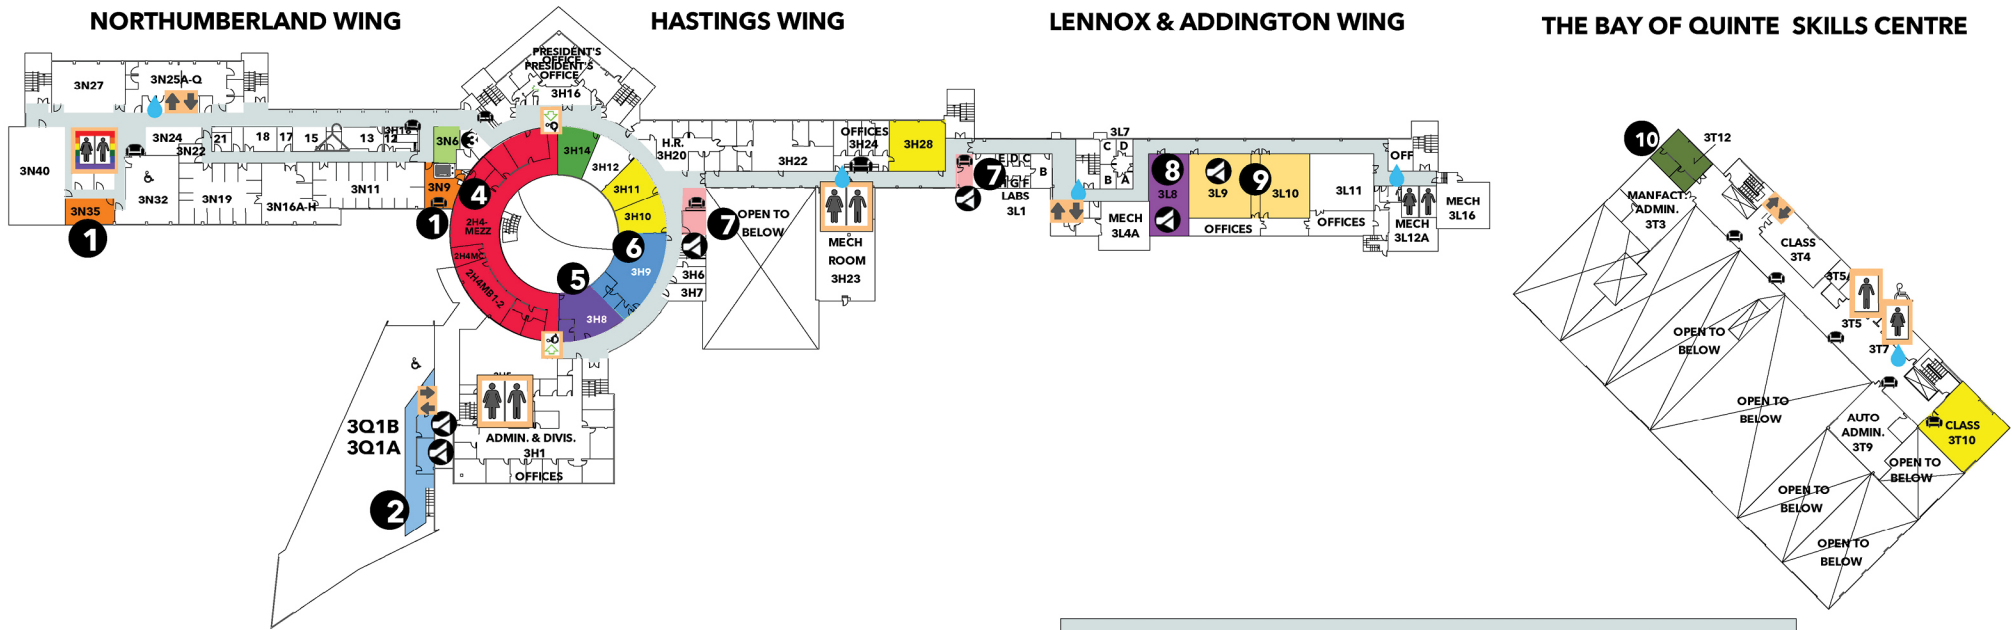 NORTHUMBERLAND WING
HASTINGS WING
LENNOX & ADDINGTON WING
THE BAY OF QUINTE SKILLS CENTRE
3N27
3N25A-Q
3N24
3N22
21
18
17
15
13
12
3N6
3
3N40
3N35
1
3N32
3N19
3N16A-H
3N11
3N9
1
4
PRESIDENT'S
OFFICE
PRESIDENT'S
OFFICE
3H16
3H14
3H12
3H11
3H10
6
3H9
5
3H8
2H4-
MEZZ
2H4MC
2H4MB1-2
3Q1B
3Q1A
2
ADMIN. & DIVIS.
3H1
OFFICES
H.R.
3H20
3H22
OFFICES
3H24
3H28
7
OPEN TO
BELOW
3H6
3H7
MECH
ROOM
3H23
7
E D C
B
H G F
LABS
3L1
3L7
C D
B A
MECH
3L4A
8
3L8
3L9
9
3L10
OFFICES
3L11
OFFICES
OFF
MECH
3L12A
MECH
3L16
10
3T12
MANFACT.
ADMIN.
3T3
CLASS
3T4
3T5A
3T5
3T7
OPEN TO
BELOW
OPEN TO
BELOW
AUTO
ADMIN.
3T9
CLASS
3T10
OPEN TO
BELOW
OPEN TO
BELOW
OPEN TO
BELOW